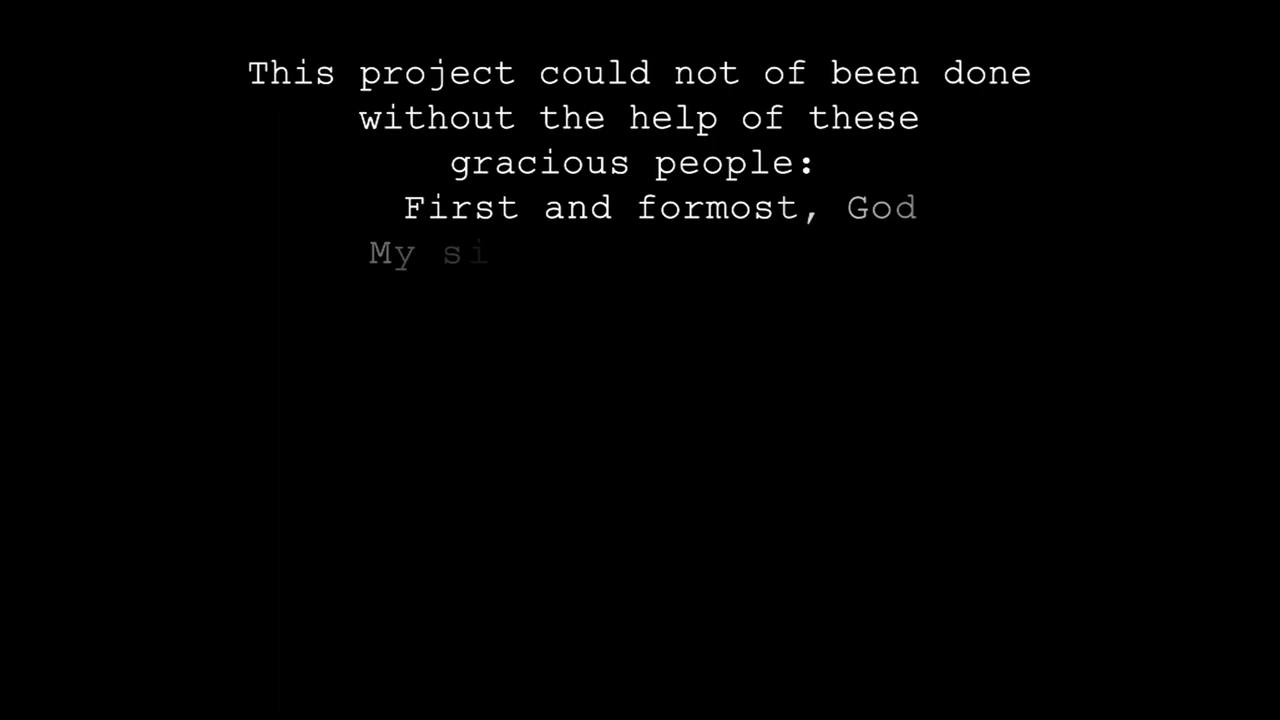 This project could not of been done
without the help of these
gracious people:
First and formost, God
My si